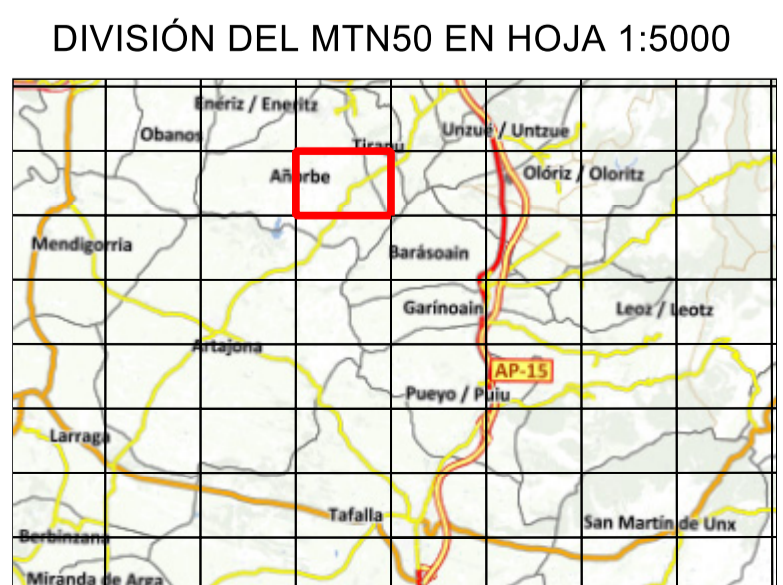 DIVISIÓN DEL MTN50 EN HOJA 1:5000
Enériz / Eneritz
Obanos
Unzué / Untzue
Tirapu
Añorbe
Olóriz / Oloritz
Mendigorria
Barásoain
Garínoain
Leoz / Leotz
Artajona
AP-15
Pueyo / Puiu
Larraga
Tafalla
San Martín de Unx
Berbinzana
Miranda de Arga